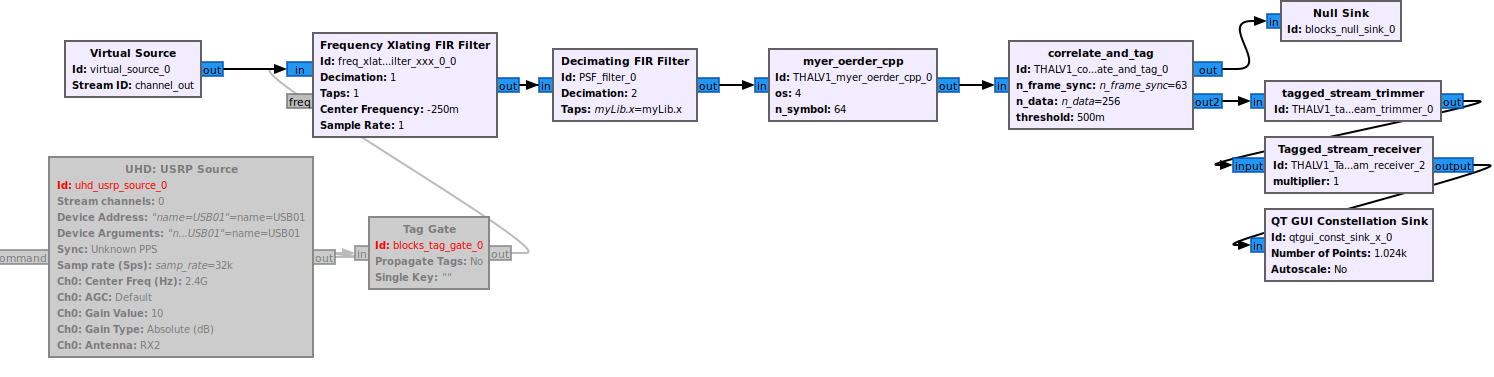 Virtual Source
Id: virtual_source_0
Stream ID: channel_out
out
in
freq
Frequency Xlating FIR Filter
Id: freq_xlat...ilter_xxx_0_0
Decimation: 1
Taps: 1
Center Frequency: -250m
Sample Rate: 1
out
in
Decimating FIR Filter
Id: PSF_filter_0
Decimation: 2
Taps: myLib.x=myLib.x
out
in
myer_oerder_cpp
Id: THALV1_myer_oerder_cpp_0
os: 4
n_symbol: 64
out
in
correlate_and_tag
Id: THALV1_co...ate_and_tag_0
n_frame_sync: n_frame_sync=63
n_data: n_data=256
threshold: 500m
out
out2
in
Null Sink
Id: blocks_null_sink_0
in
tagged_stream_trimmer
Id: THALV1_ta...eam_trimmer_0
out
input
Tagged_stream_receiver
Id: THALV1_Ta...am_receiver_2
multiplier: 1
output
in
QT GUI Constellation Sink
Id: qtgui_const_sink_x_0
Number of Points: 1.024k
Autoscale: No
ommand
UHD: USRP Source
Id: uhd_usrp_source_0
Stream channels: 0
Device Address: "name=USB01"=name=USB01
Device Arguments: "n...USB01"=name=USB01
Sync: Unknown PPS
Samp rate (Sps): samp_rate=32k
Ch0: Center Freq (Hz): 2.4G
Ch0: AGC: Default
Ch0: Gain Value: 10
Ch0: Gain Type: Absolute (dB)
Ch0: Antenna: RX2
out
in
Tag Gate
Id: blocks_tag_gate_0
Propagate Tags: No
Single Key: ""
out